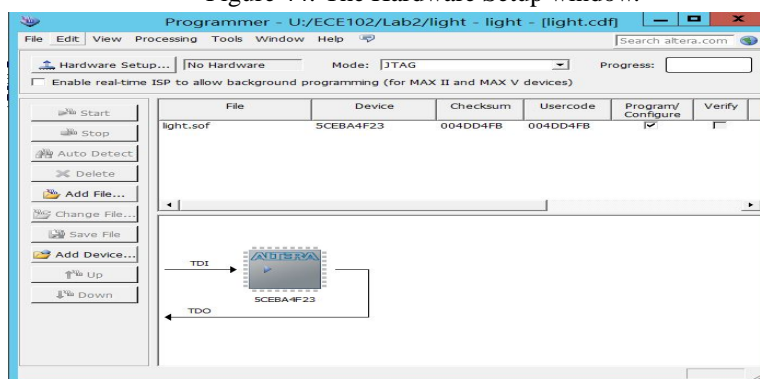 Figure 44. The Hardware Setup window.
Programmer - U:/ECE102/Lab2/light - light - [light.cdf]
File Edit View Processing Tools Window Help
Search altera.com
Hardware Setup... No Hardware Mode: JTAG Progress:
Enable real-time ISP to allow background programming (for MAX II and MAX V devices)
Start
Stop
Auto Detect
Delete
Add File...
Change File...
Save File
Add Device...
Up
Down
File Device Checksum Usercode Program/Configure Verify
light.sof 5CEBA4F23 004DD4FB 004DD4FB
TDI
ALTERA
5CEBA4F23
TDO